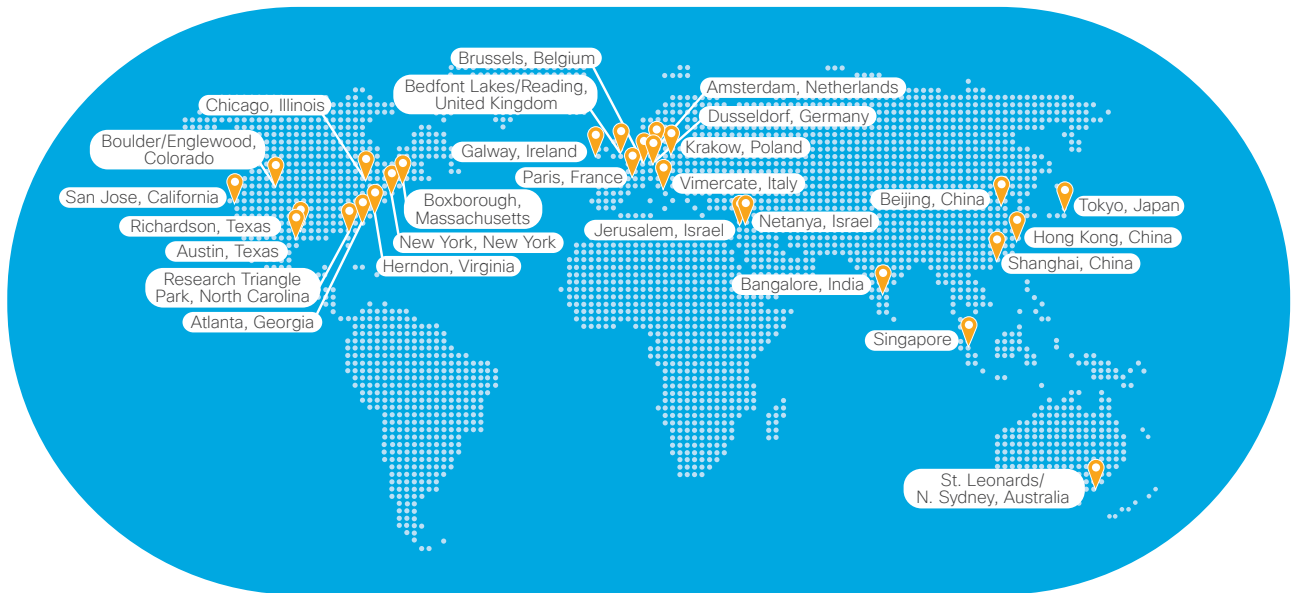 Brussels, Belgium
Bedfont Lakes/Reading,
United Kingdom
Amsterdam, Netherlands
Chicago, Illinois
Dusseldorf, Germany
Boulder/Englewood,
Colorado
Galway, Ireland
Krakow, Poland
Paris, France
Vimercate, Italy
San Jose, California
Boxborough,
Massachusetts
Beijing, China
Tokyo, Japan
Richardson, Texas
Jerusalem, Israel
Netanya, Israel
Austin, Texas
New York, New York
Hong Kong, China
Herndon, Virginia
Shanghai, China
Research Triangle
Park, North Carolina
Bangalore, India
Atlanta, Georgia
Singapore
St. Leonards/
N. Sydney, Australia